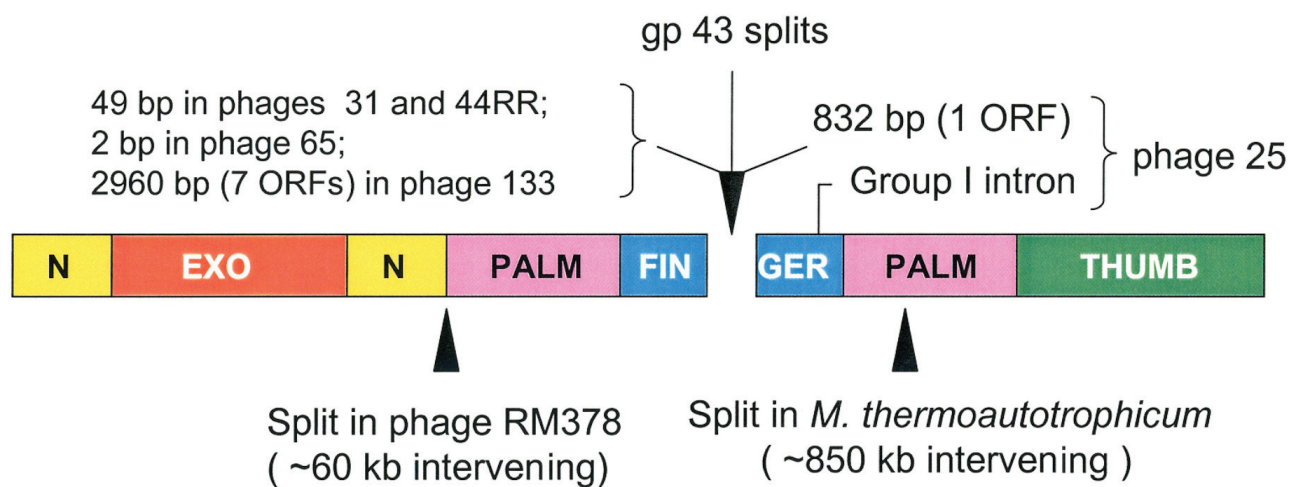 gp 43 splits
49 bp in phages 31 and 44RR;
2 bp in phage 65;
2960 bp (7 ORFs) in phage 133
832 bp (1 ORF)
Group I intron
phage 25
N EXO N PALM FIN GER PALM THUMB
Split in phage RM378
( ~60 kb intervening)
Split in M. thermoautotrophicum
( ~850 kb intervening )